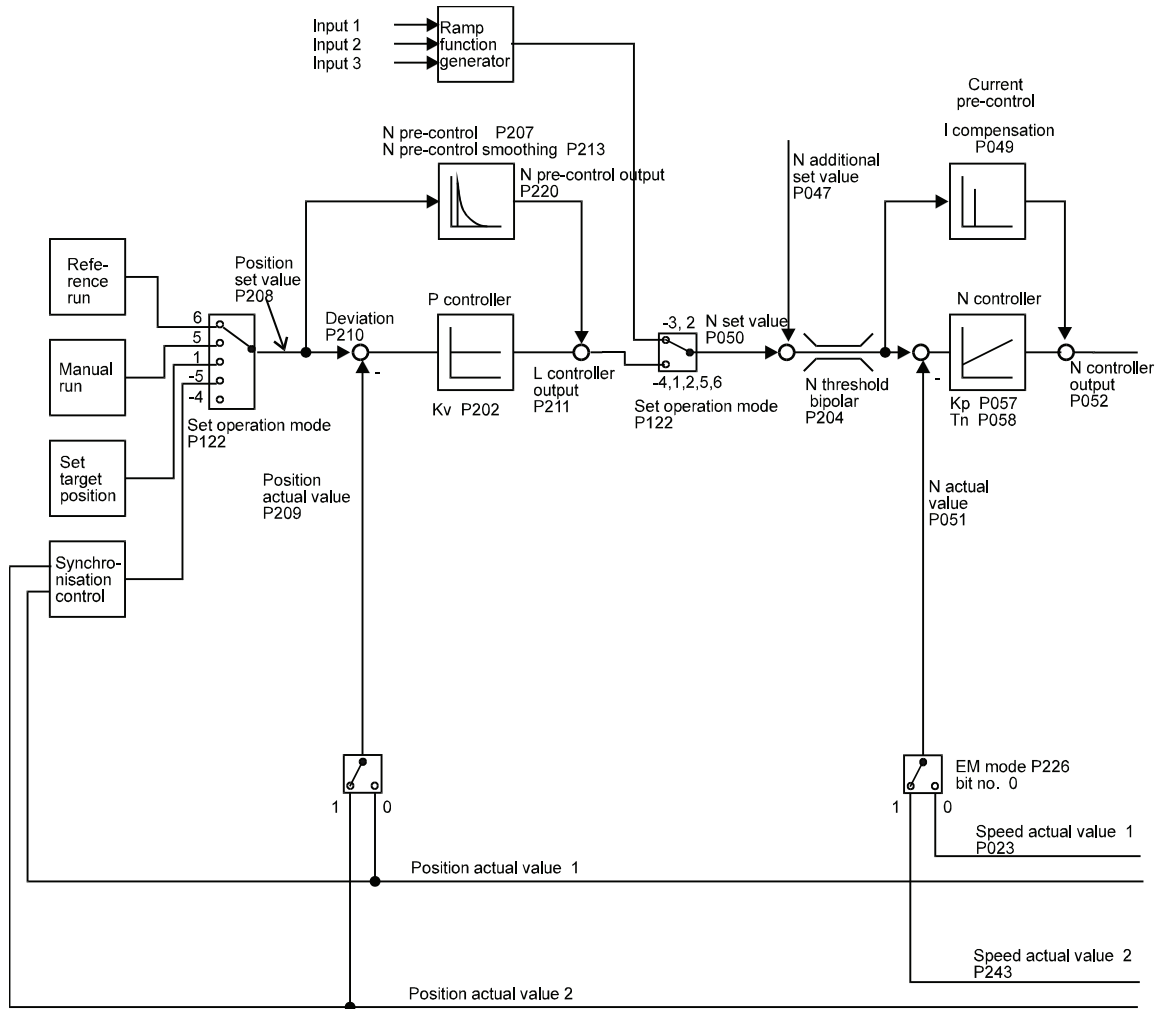 Input 1
Input 2
Input 3
Ramp
function
generator
Current
pre-control
I compensation
P049
N pre-control P207
N pre-control smoothing P213
N pre-control output
P220
N additional
set value
P047
Refe-
rence
run
Position
set value
P208
Deviation
P210
P controller
-3, 2
N set value
P050
N controller
6
5
1
-5
-4
Manual
run
Set operation mode
P122
-
Kv P202
L controller
output
P211
-4,1,2,5,6
Set operation mode
P122
N threshold
bipolar
P204
-
Kp P057
Tn P058
N controller
output
P052
Set
target
position
Position
actual value
P209
N actual
value
P051
Synchro-
nisation
control
EM mode P226
bit no. 0
1 0
1 0
Speed actual value 1
P023
Position actual value 1
Speed actual value 2
P243
Position actual value 2